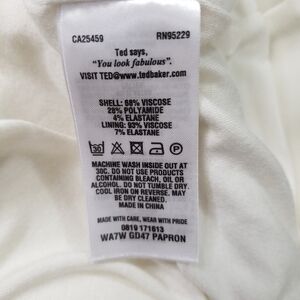 CA25459 RN95229
Ted says,
"You look fabulous".
VISIT TED@www.tedbaker.com
SHELL: 68% VISCOSE
28% POLYAMIDE
4% ELASTANE
LINING: 93% VISCOSE
7% ELASTANE
30 P
MACHINE WASH INSIDE OUT AT
30C. DO NOT USE PRODUCTS
CONTAINING BLEACH, OIL OR
ALCOHOL. DO NOT TUMBLE DRY.
COOL IRON ON REVERSE. MAY
BE DRY CLEANED.
MADE IN CHINA
MADE WITH CARE, WEAR WITH PRIDE
0819 171613
WA7W GD47 PAPRON